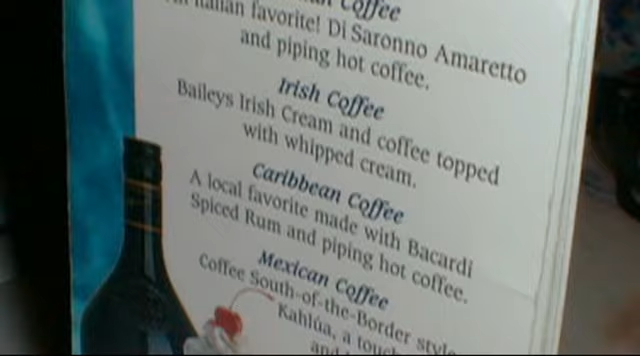 Coffee
Italian favorite! Di Saronno Amaretto
and piping hot coffee.
Irish Coffee
Baileys Irish Cream and coffee topped
with whipped cream.
Caribbean Coffee
A local favorite made with Bacardi
Spiced Rum and piping hot coffee.
Mexican Coffee
Coffee South-of-the-Border style
Kahlúa, a touch
and